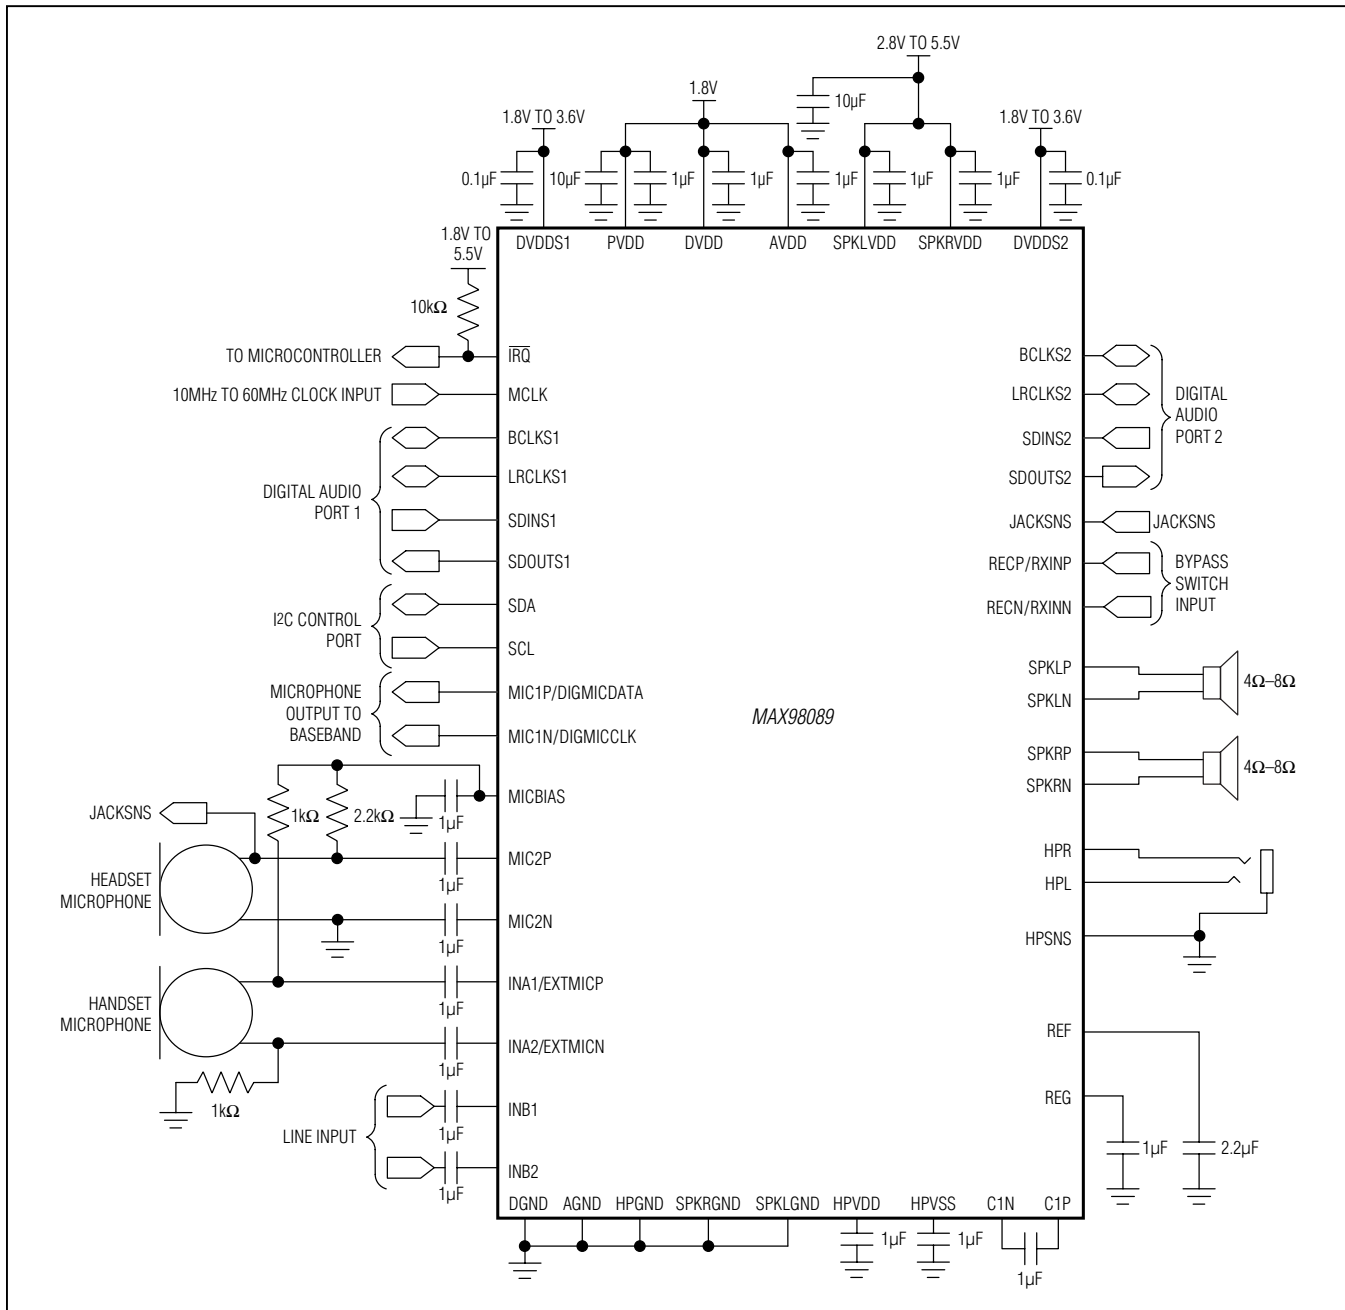 2.8V TO 5.5V
1.8V
10µF
1.8V TO 3.6V
1.8V TO 3.6V
0.1µF
10µF
1µF
1µF
1µF
1µF
1µF
0.1µF
DVDDS1
PVDD
DVDD
AVDD
SPKLVDD
SPKRVDD
DVDDS2
1.8V TO
5.5V
10kΩ
TO MICROCONTROLLER
IRQ
10MHz TO 60MHz CLOCK INPUT
MCLK
DIGITAL AUDIO
PORT 1
BCLKS1
LRCLKS1
SDINS1
SDOUTS1
I2C CONTROL
PORT
SDA
SCL
MICROPHONE
OUTPUT TO
BASEBAND
MIC1P/DIGMICDATA
MIC1N/DIGMICCLK
MICBIAS
1µF
1kΩ
2.2kΩ
JACKSNS
HEADSET
MICROPHONE
MIC2P
1µF
MIC2N
1µF
HANDSET
MICROPHONE
INA1/EXTMICP
1µF
INA2/EXTMICN
1µF
1kΩ
LINE INPUT
INB1
1µF
INB2
1µF
MAX98089
BCLKS2
LRCLKS2
SDINS2
SDOUTS2
DIGITAL
AUDIO
PORT 2
JACKSNS
JACKSNS
RECP/RXINP
RECN/RXINN
BYPASS
SWITCH
INPUT
SPKLP
SPKLN
4Ω–8Ω
SPKRP
SPKRN
4Ω–8Ω
HPR
HPL
HPSNS
REF
REG
1µF
2.2µF
DGND
AGND
HPGND
SPKRGND
SPKLGND
HPVDD
HPVSS
C1N
C1P
1µF
1µF
1µF